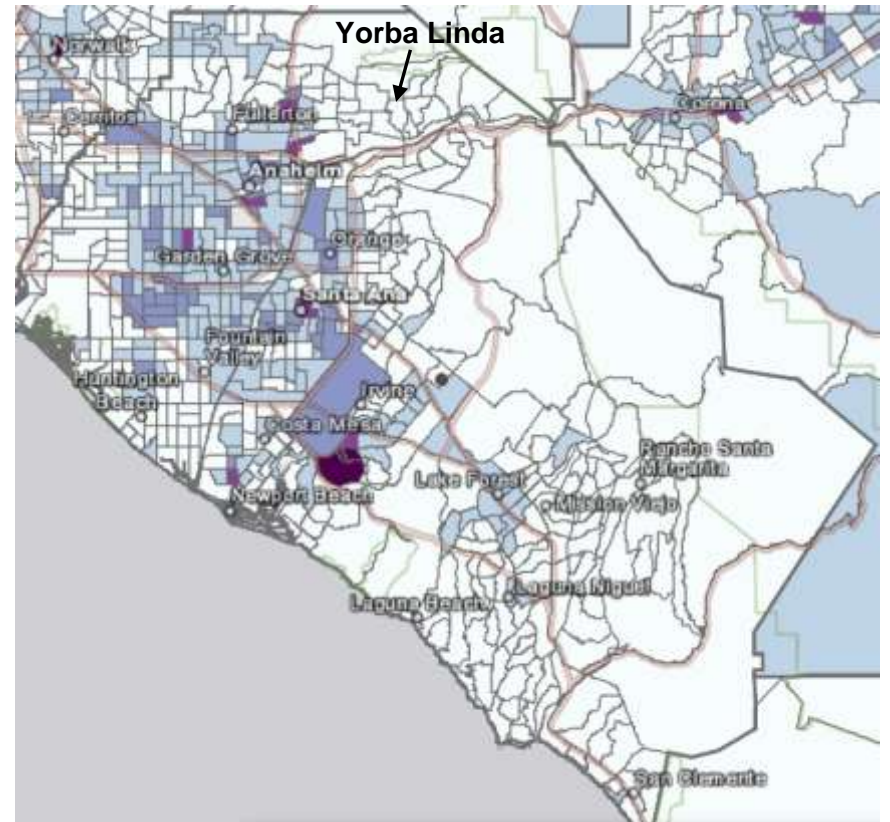 Yorba Linda
Norwalk
Cerritos
Fullerton
Corona
Anaheim
Orange
Garden Grove
Santa Ana
Fountain
Valley
Huntington
Beach
Irvine
Costa Mesa
Newport Beach
Lake Forest
Rancho Santa
Margarita
Mission Viejo
Laguna Niguel
Laguna Beach
San Clemente